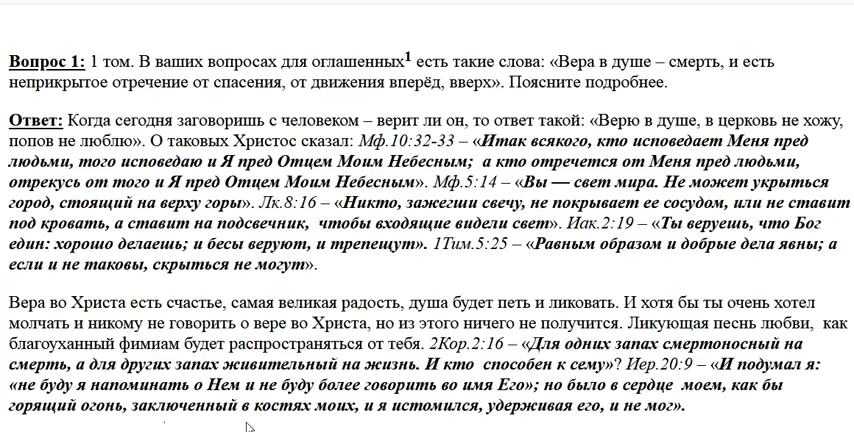 Вопрос 1: 1 том. В ваших вопросах для оглашенных1 есть такие слова: «Вера в душе – смерть, и есть
неприкрытое отречение от спасения, от движения вперёд, вверх». Поясните подробнее.
Ответ: Когда сегодня заговоришь с человеком – верит ли он, то ответ такой: «Верю в душе, в церковь не хожу,
попов не люблю». О таковых Христос сказал: Мф.10:32-33 – «Итак всякого, кто исповедает Меня пред
людьми, того исповедаю и Я пред Отцем Моим Небесным;  а кто отречется от Меня пред людьми,
отрекусь от того и Я пред Отцем Моим Небесным». Мф.5:14 – «Вы — свет мира. Не может укрыться
город, стоящий на верху горы». Лк.8:16 – «Никто, зажегши свечу, не покрывает ее сосудом, или не ставит
под кровать, а ставит на подсвечник,  чтобы входящие видели свет». Иак.2:19 – «Ты веруешь, что Бог
един: хорошо делаешь; и бесы веруют, и трепещут». 1Тим.5:25 – «Равным образом и добрые дела явны; а
если и не таковы, скрыться не могут».
Вера во Христа есть счастье, самая великая радость, душа будет петь и ликовать. И хотя бы ты очень хотел
молчать и никому не говорить о вере во Христа, но из этого ничего не получится. Ликующая песнь любви,  как
благоуханный фимиам будет распространяться от тебя. 2Кор.2:16 – «Для одних запах смертоносный на
смерть, а для других запах живительный на жизнь. И кто  способен к сему»? Иер.20:9 – «И подумал я:
«не буду я напоминать о Нем и не буду более говорить во имя Его»; но было в сердце  моем, как бы
горящий огонь, заключенный в костях моих, и я истомился, удерживая его, и не мог».